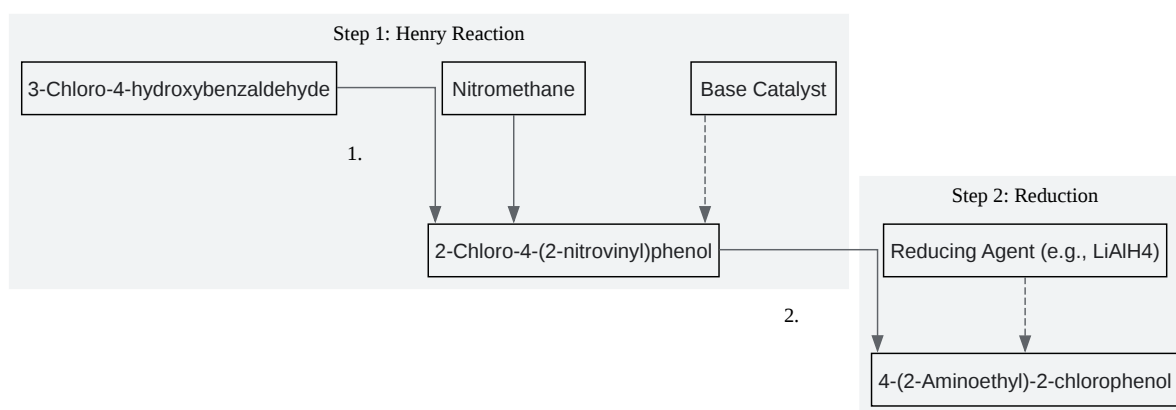 Step 1: Henry Reaction
3-Chloro-4-hydroxybenzaldehyde
Nitromethane
Base Catalyst
1.
2-Chloro-4-(2-nitrovinyl)phenol
Step 2: Reduction
Reducing Agent (e.g., LiAlH4)
2.
4-(2-Aminoethyl)-2-chlorophenol